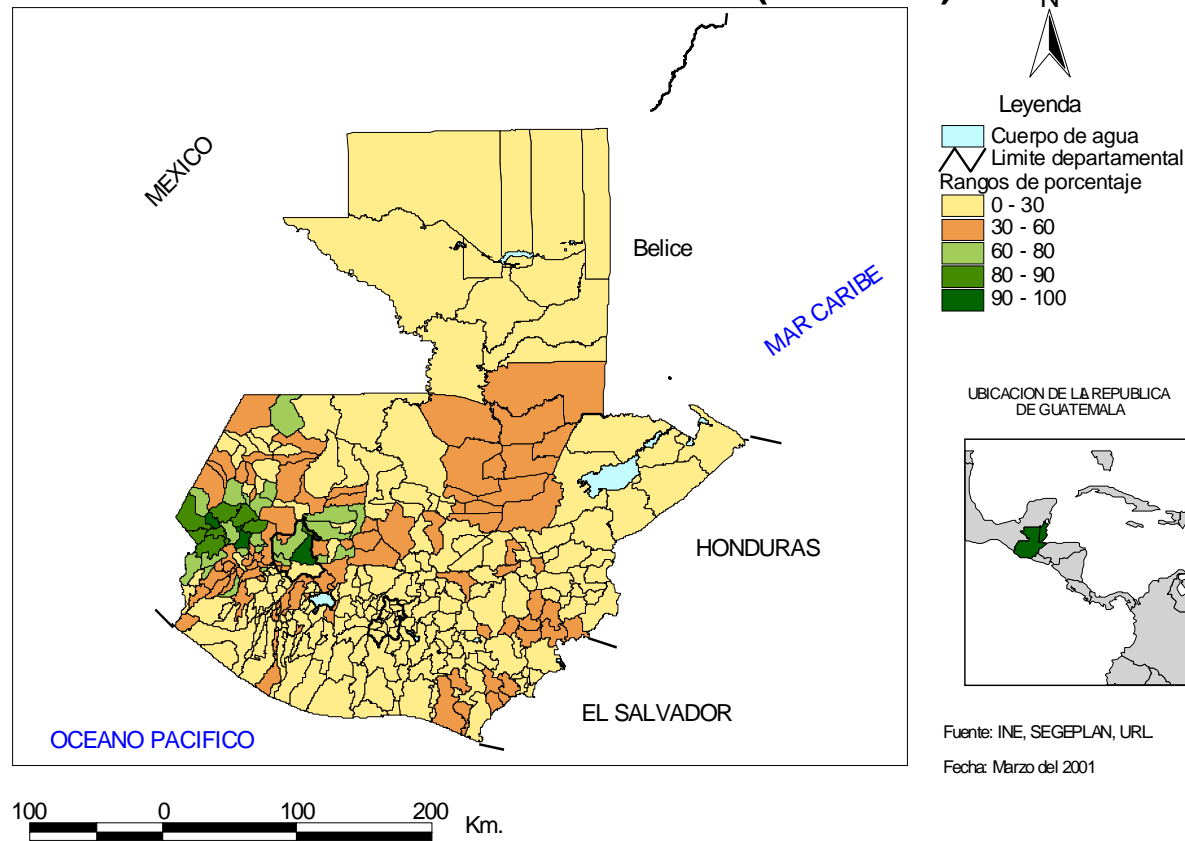 N
MEXICO
Belice
MAR CARIBE
HONDURAS
EL SALVADOR
OCEANO PACIFICO
Leyenda
Cuerpo de agua
Limite departamental
Rangos de porcentaje
0 - 30
30 - 60
60 - 80
80 - 90
90 - 100
UBICACION DE LA REPUBLICA
DE GUATEMALA
Fuente: INE, SEGEPLAN, URL.
Fecha: Marzo del 2001
100 0 100 200 Km.